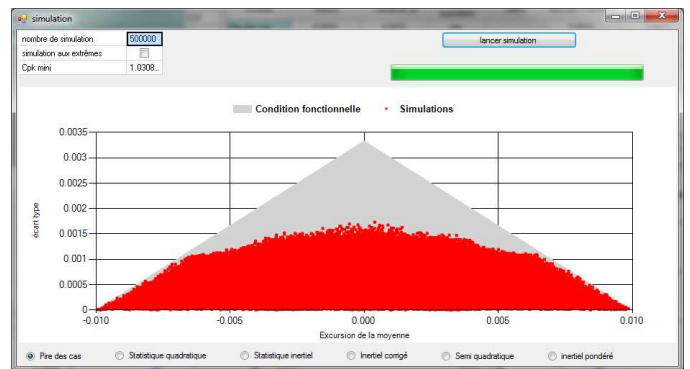 simulation
nombre de simulation 500000
simulation aux extrêmes
Cpk mini 1.0308...
lancer simulation
Condition fonctionnelle • Simulations
0.0035
0.003
0.0025
0.002
0.0015
0.001
0.0005
0
écart type
-0.010 -0.005 0.000 0.005 0.010
Excursion de la moyenne
Pire des cas Statistique quadratique Statistique inertiel Inertiel corrigé Semi quadratique inertiel pondéré